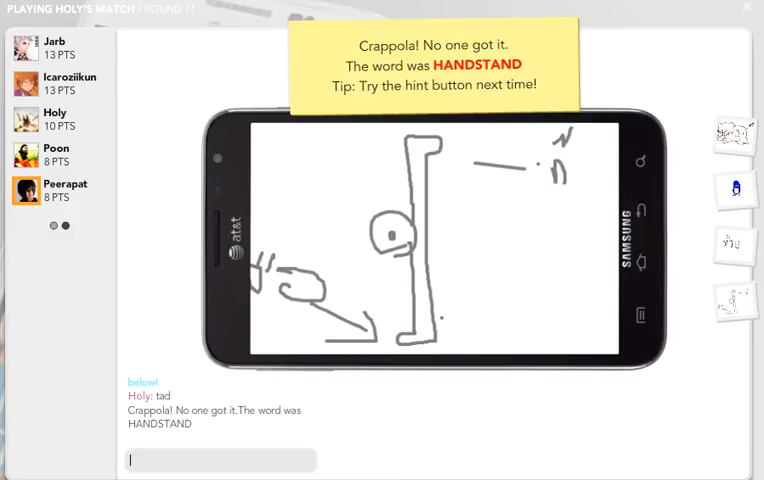 PLAYING HOLY'S MATCH / ROUND 11
Jarb
13 PTS
Icaroziikun
13 PTS
Holy
10 PTS
Poon
8 PTS
Peerapat
8 PTS
Crappola! No one got it.
The word was HANDSTAND
Tip: Try the hint button next time!
at&t
SAMSUNG
below!
Holy: tad
Crappola! No one got it.The word was
HANDSTAND